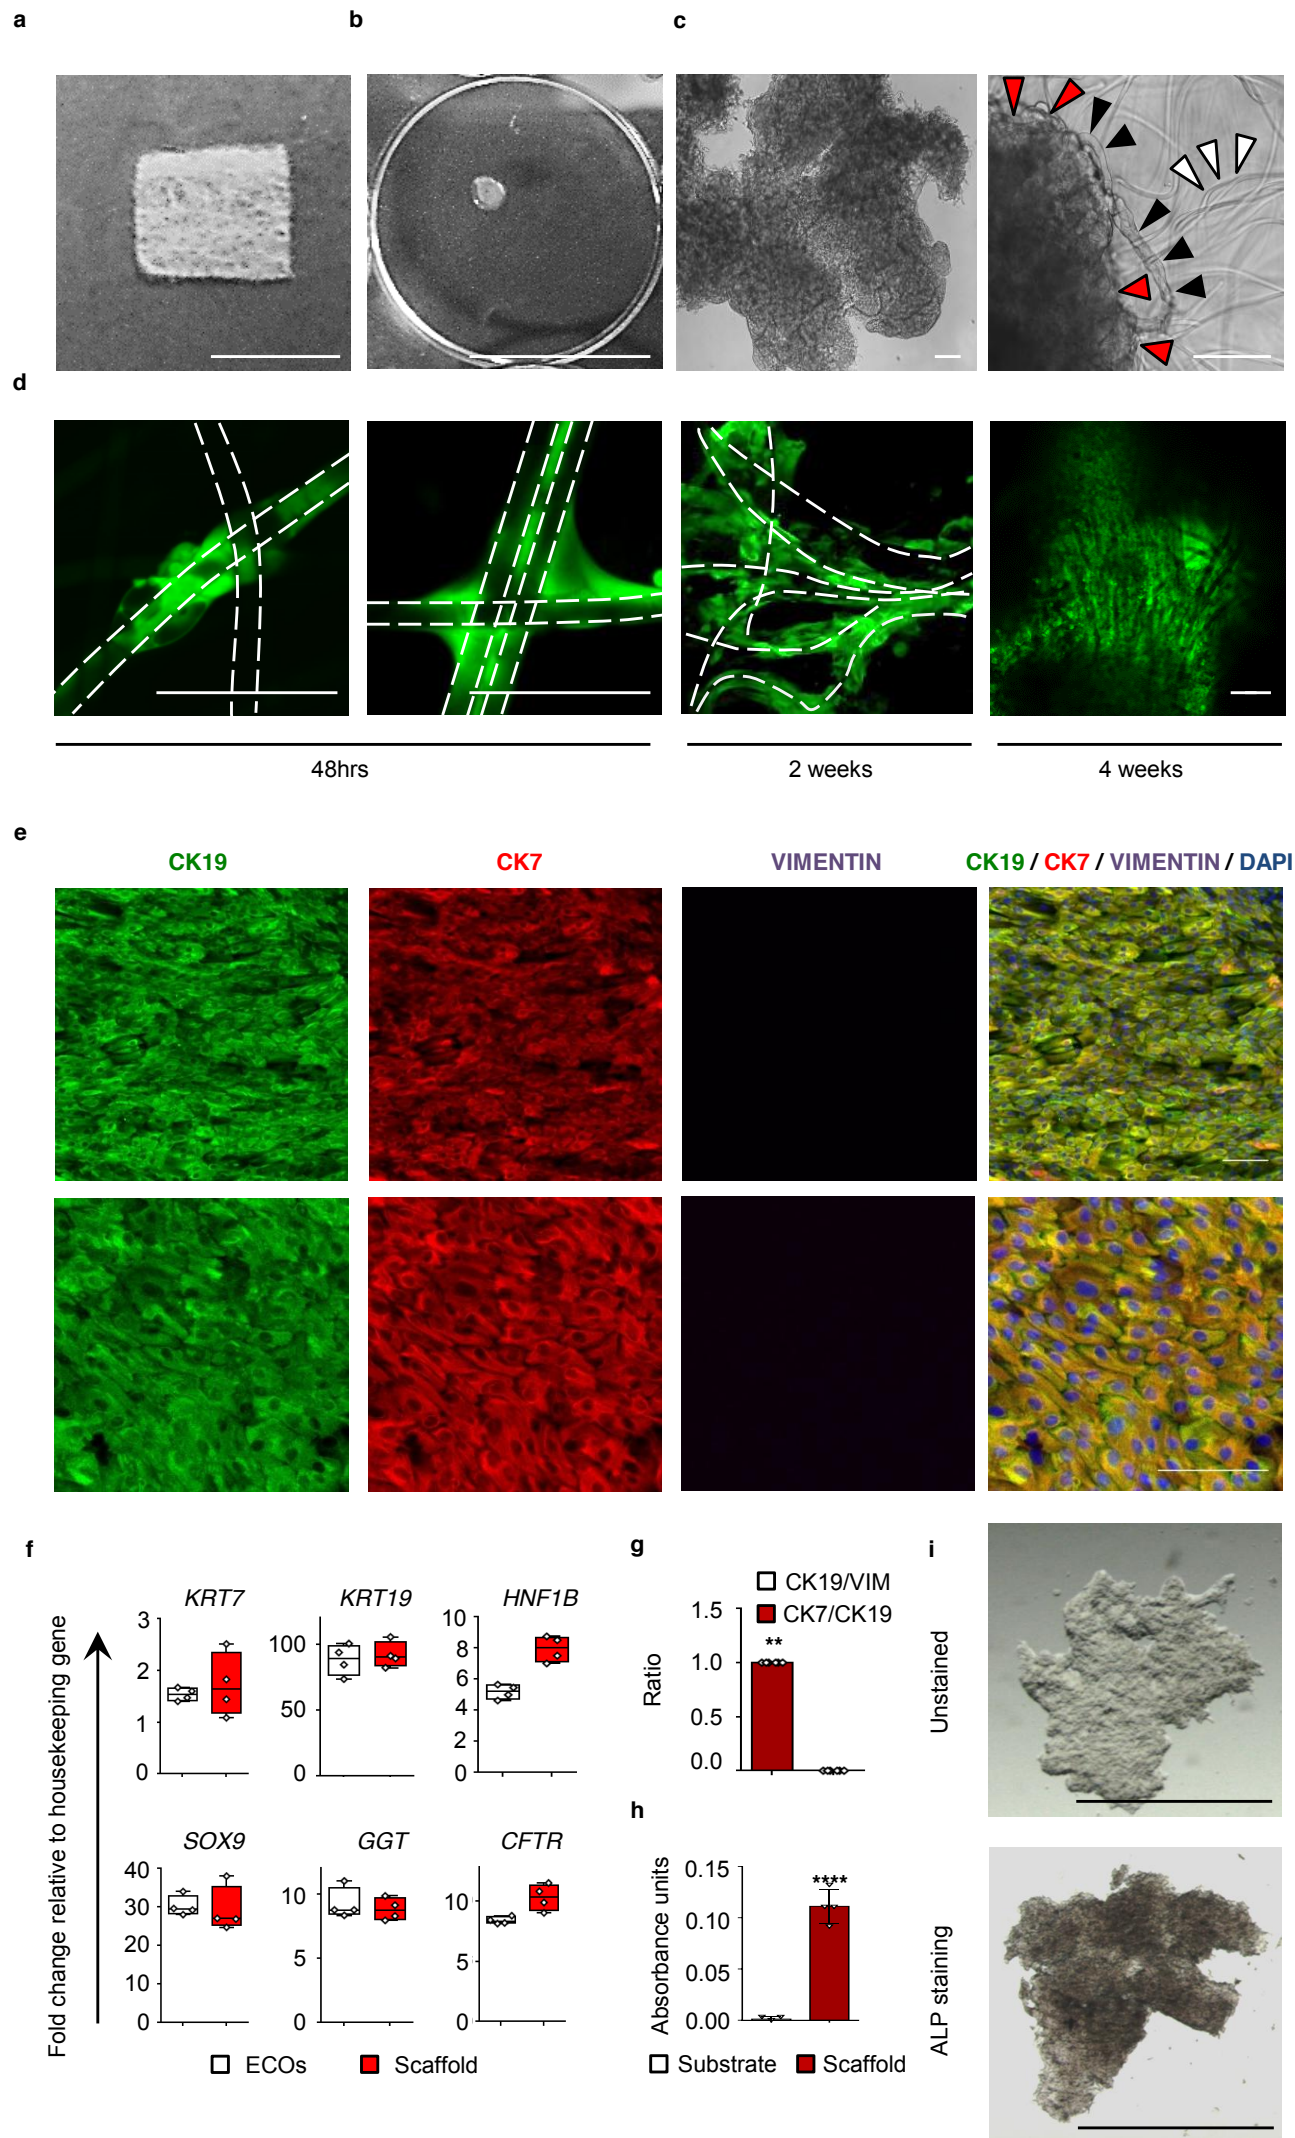 a
b
c
d
48hrs
2 weeks
4 weeks
e
CK19
CK7
VIMENTIN
CK19 / CK7 / VIMENTIN / DAPI
f
Fold change relative to housekeeping gene
KRT7
3
2
1
0
KRT19
100
50
0
HNF1B
10
8
6
4
2
0
SOX9
40
30
20
10
0
GGT
10
5
0
CFTR
10
5
0
ECOs
Scaffold
g
CK19/VIM
CK7/CK19
Ratio
1.5
1.0
0.5
0.0
**
h
Absorbance units
0.15
0.10
0.05
0.00
****
Substrate
Scaffold
i
Unstained
ALP staining